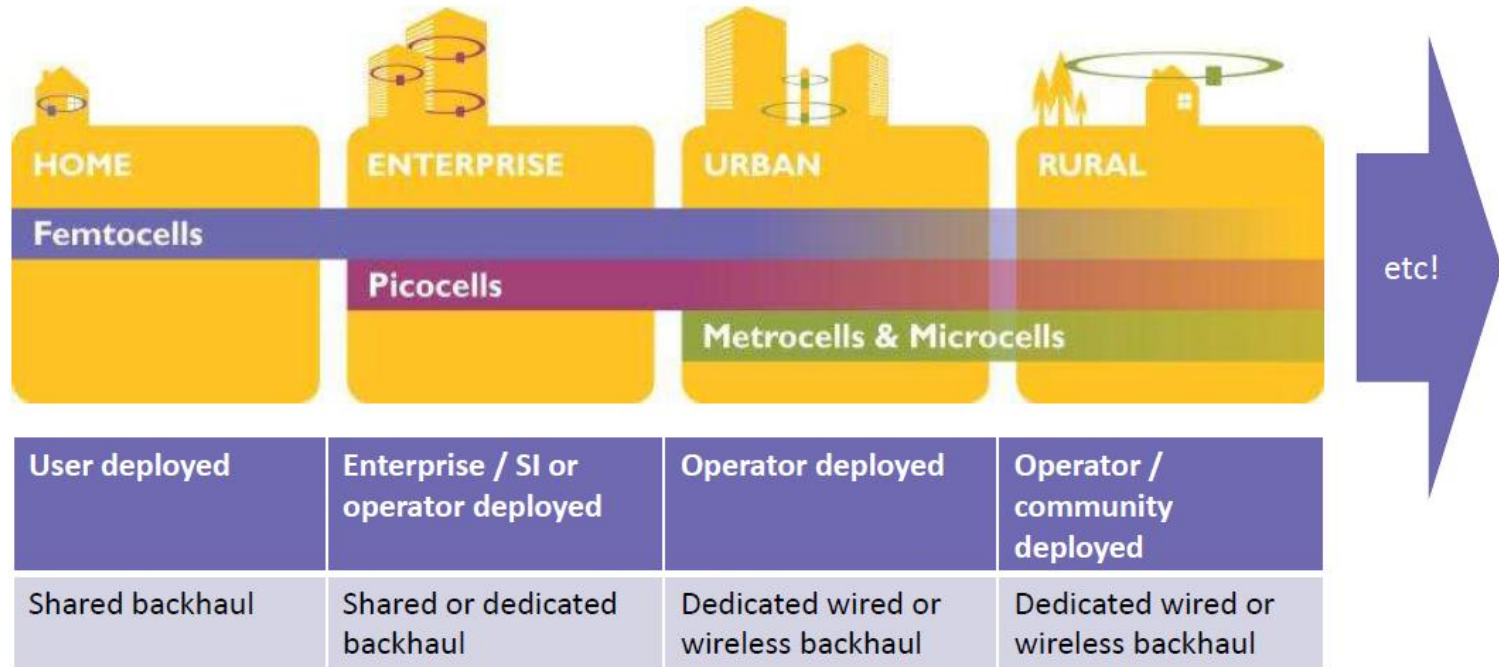 HOME
ENTERPRISE
URBAN
RURAL
Femtocells
Picocells
Metrocells & Microcells
etc!
User deployed
Enterprise / SI or
operator deployed
Operator deployed
Operator /
community
deployed
Shared backhaul
Shared or dedicated
backhaul
Dedicated wired or
wireless backhaul
Dedicated wired or
wireless backhaul